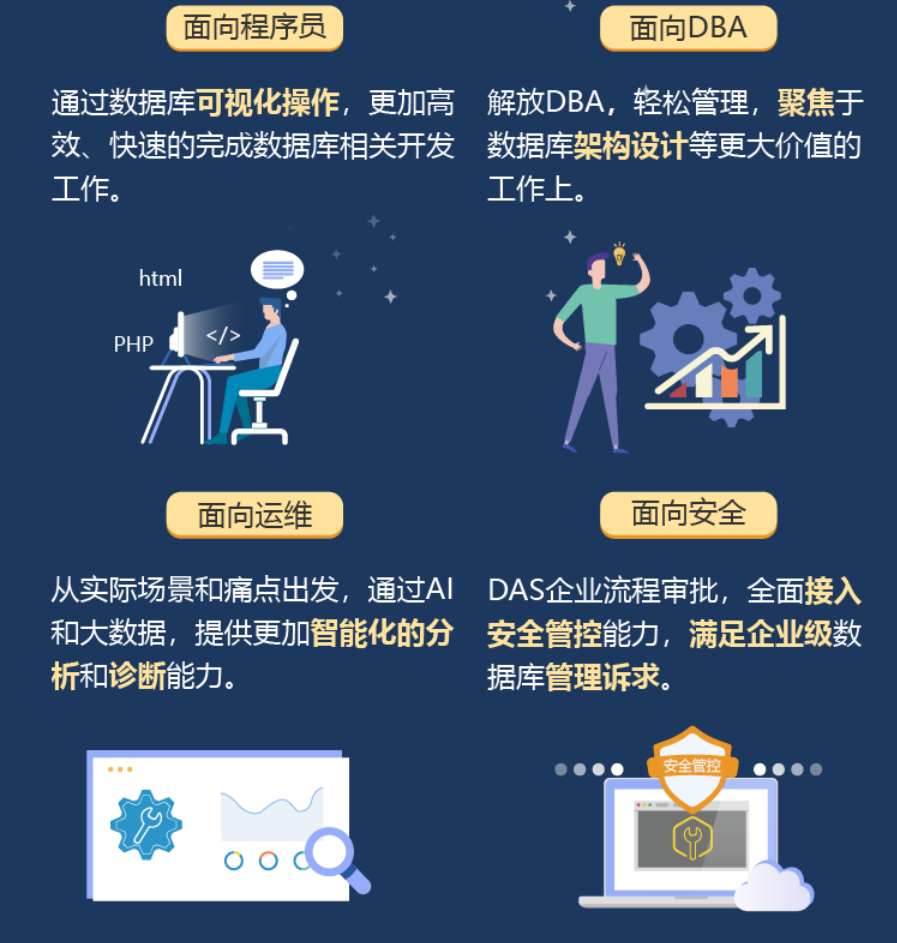 面向程序员
通过数据库可视化操作，更加高
效、快速的完成数据库相关开发
工作。
html
PHP
</>
面向DBA
解放DBA，轻松管理，聚焦于
数据库架构设计等更大价值的
工作上。
面向运维
从实际场景和痛点出发，通过AI
和大数据，提供更加智能化的分
析和诊断能力。
面向安全
DAS企业流程审批，全面接入
安全管控能力，满足企业级数
据库管理诉求。
安全管控